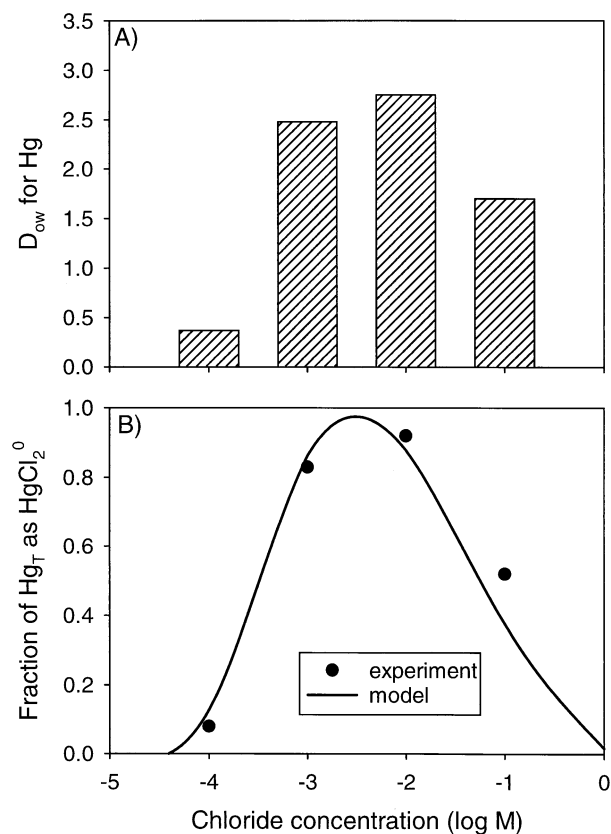 A)
3.5
3.0
2.5
2.0
1.5
1.0
0.5
0.0
D_ow for Hg
B)
1.0
0.8
0.6
0.4
0.2
0.0
Fraction of Hg_T as HgCl_2^0
experiment
model
-5 -4 -3 -2 -1 0
Chloride concentration (log M)